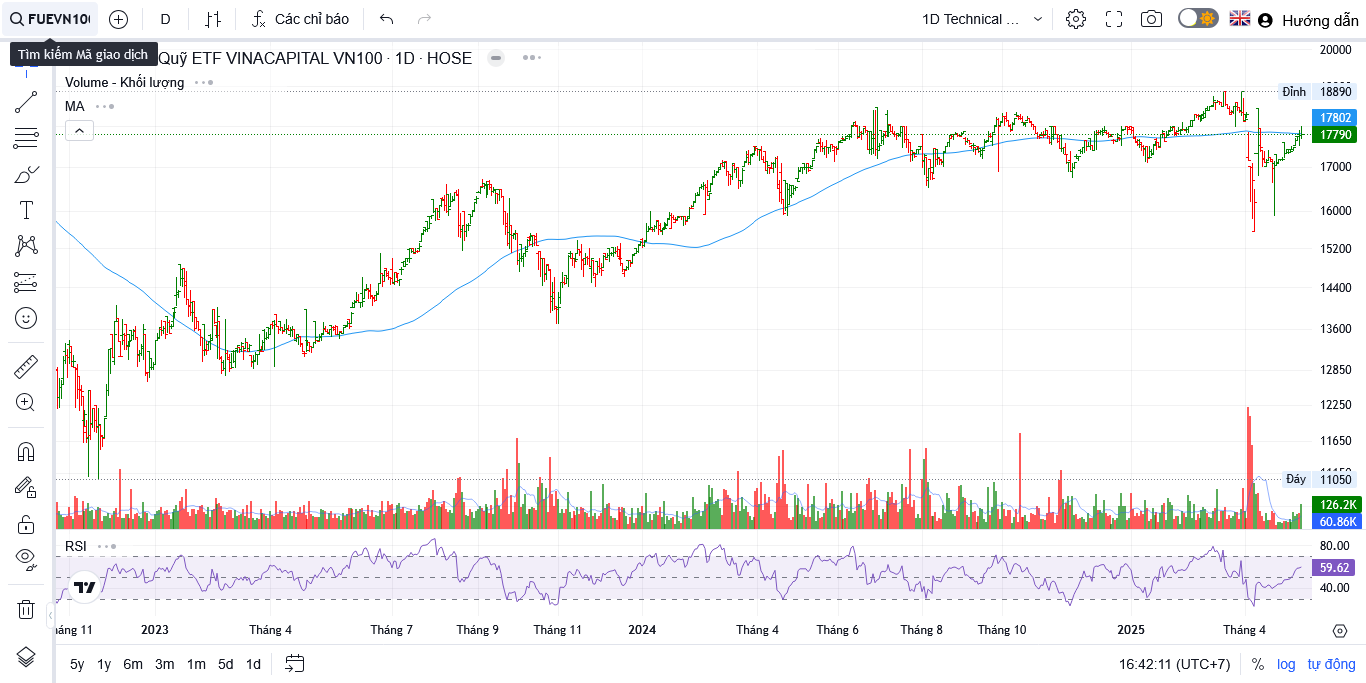 FUEVN10
D
Các chỉ báo
1D Technical ...
Hướng dẫn
Tìm kiếm Mã giao dịch
Quỹ ETF VINACAPITAL VN100 · 1D · HOSE
Volume - Khối lượng
MA
20000
Đỉnh 18890
17802
17790
17000
16000
15200
14400
13600
12850
12250
11650
11150
Đáy 11050
126.2K
60.86K
RSI
80.00
59.62
40.00
háng 11 2023 Tháng 4 Tháng 7 Tháng 9 Tháng 11 2024 Tháng 4 Tháng 6 Tháng 8 Tháng 10 2025 Tháng 4
5y 1y 6m 3m 1m 5d 1d
16:42:11 (UTC+7) % log tự động